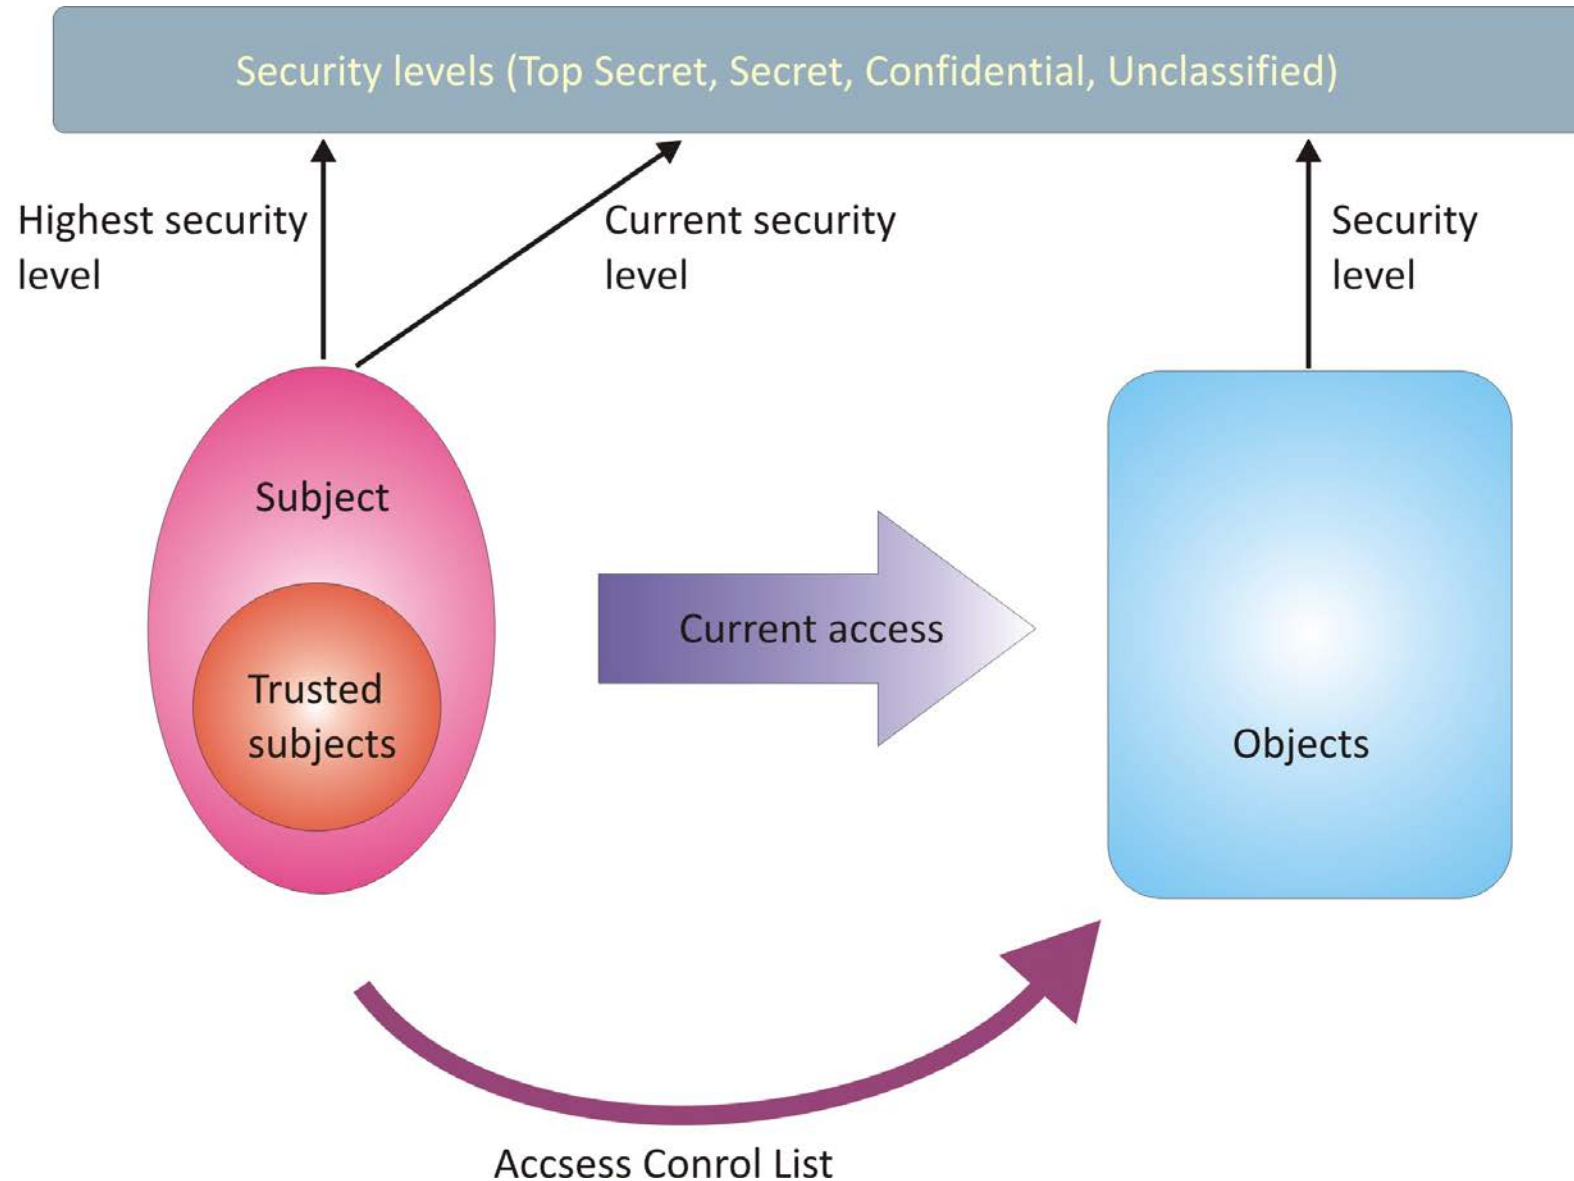 Security levels (Top Secret, Secret, Confidential, Unclassified)
Highest security
level
Current security
level
Security
level
Subject
Trusted
subjects
Current access
Objects
Accsess Conrol List